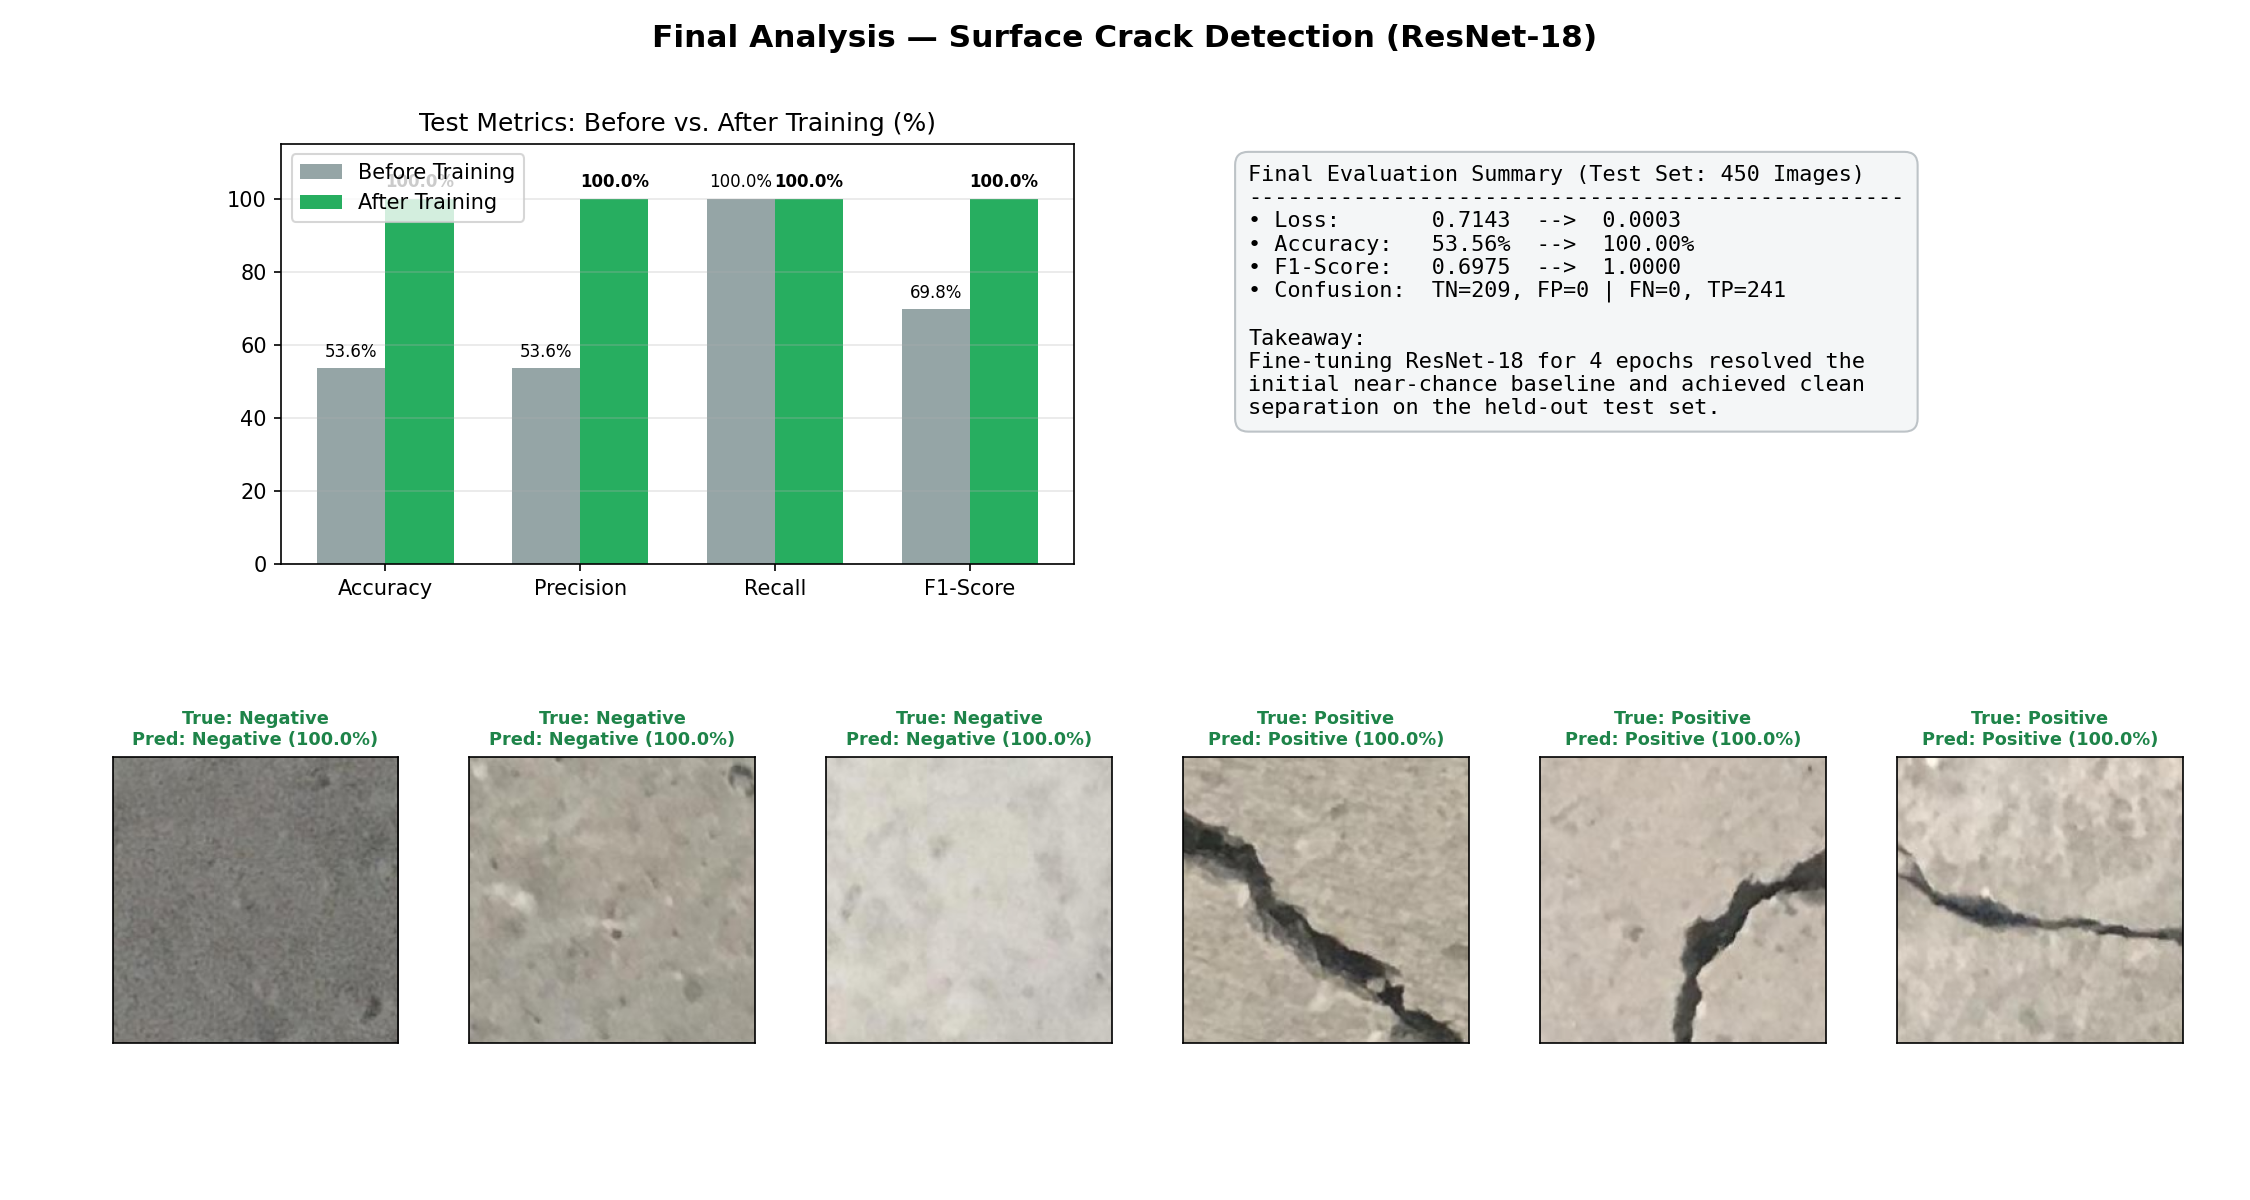 Final Analysis — Surface Crack Detection (ResNet-18)
Test Metrics: Before vs. After Training (%)
Before Training
After Training
100.0%
100.0%
100.0%
100.0%
100.0%
69.8%
53.6%
53.6%
100
80
60
40
20
0
Accuracy
Precision
Recall
F1-Score
Final Evaluation Summary (Test Set: 450 Images)
--------------------------------------------------
• Loss: 0.7143 --> 0.0003
• Accuracy: 53.56% --> 100.00%
• F1-Score: 0.6975 --> 1.0000
• Confusion: TN=209, FP=0 | FN=0, TP=241
Takeaway:
Fine-tuning ResNet-18 for 4 epochs resolved the
initial near-chance baseline and achieved clean
separation on the held-out test set.
True: Negative
Pred: Negative (100.0%)
True: Negative
Pred: Negative (100.0%)
True: Negative
Pred: Negative (100.0%)
True: Positive
Pred: Positive (100.0%)
True: Positive
Pred: Positive (100.0%)
True: Positive
Pred: Positive (100.0%)